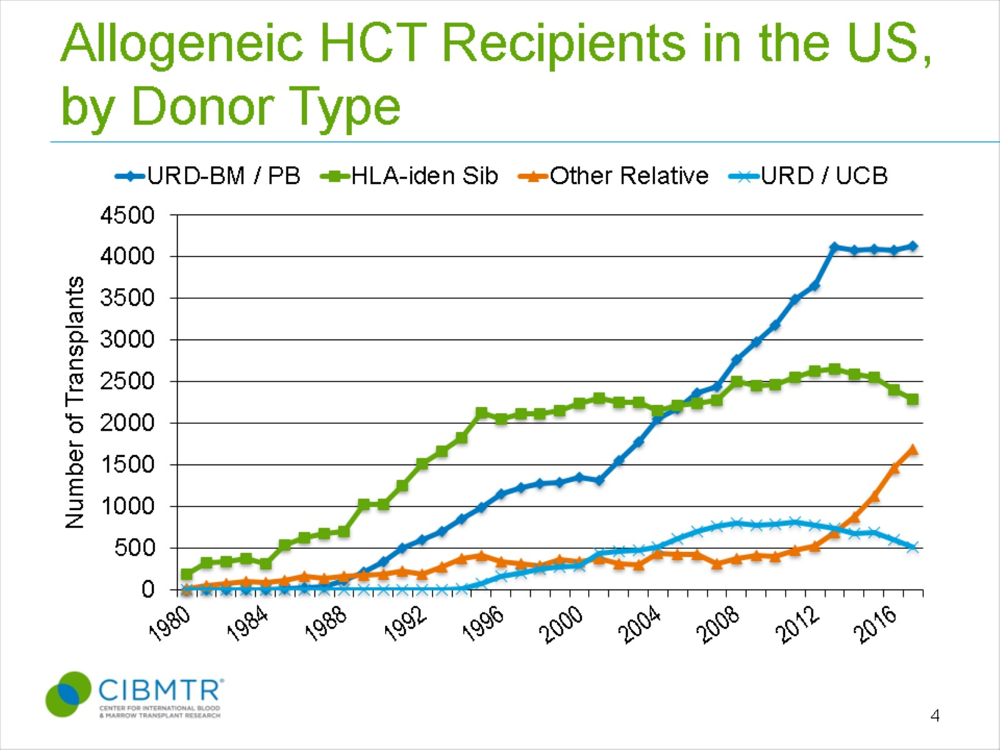 Allogeneic HCT Recipients in the US,
by Donor Type
URD-BM / PB HLA-iden Sib Other Relative URD / UCB
Number of Transplants
4500
4000
3500
3000
2500
2000
1500
1000
500
0
1980 1984 1988 1992 1996 2000 2004 2008 2012 2016
CIBMTR®
CENTER FOR INTERNATIONAL BLOOD
& MARROW TRANSPLANT RESEARCH
4